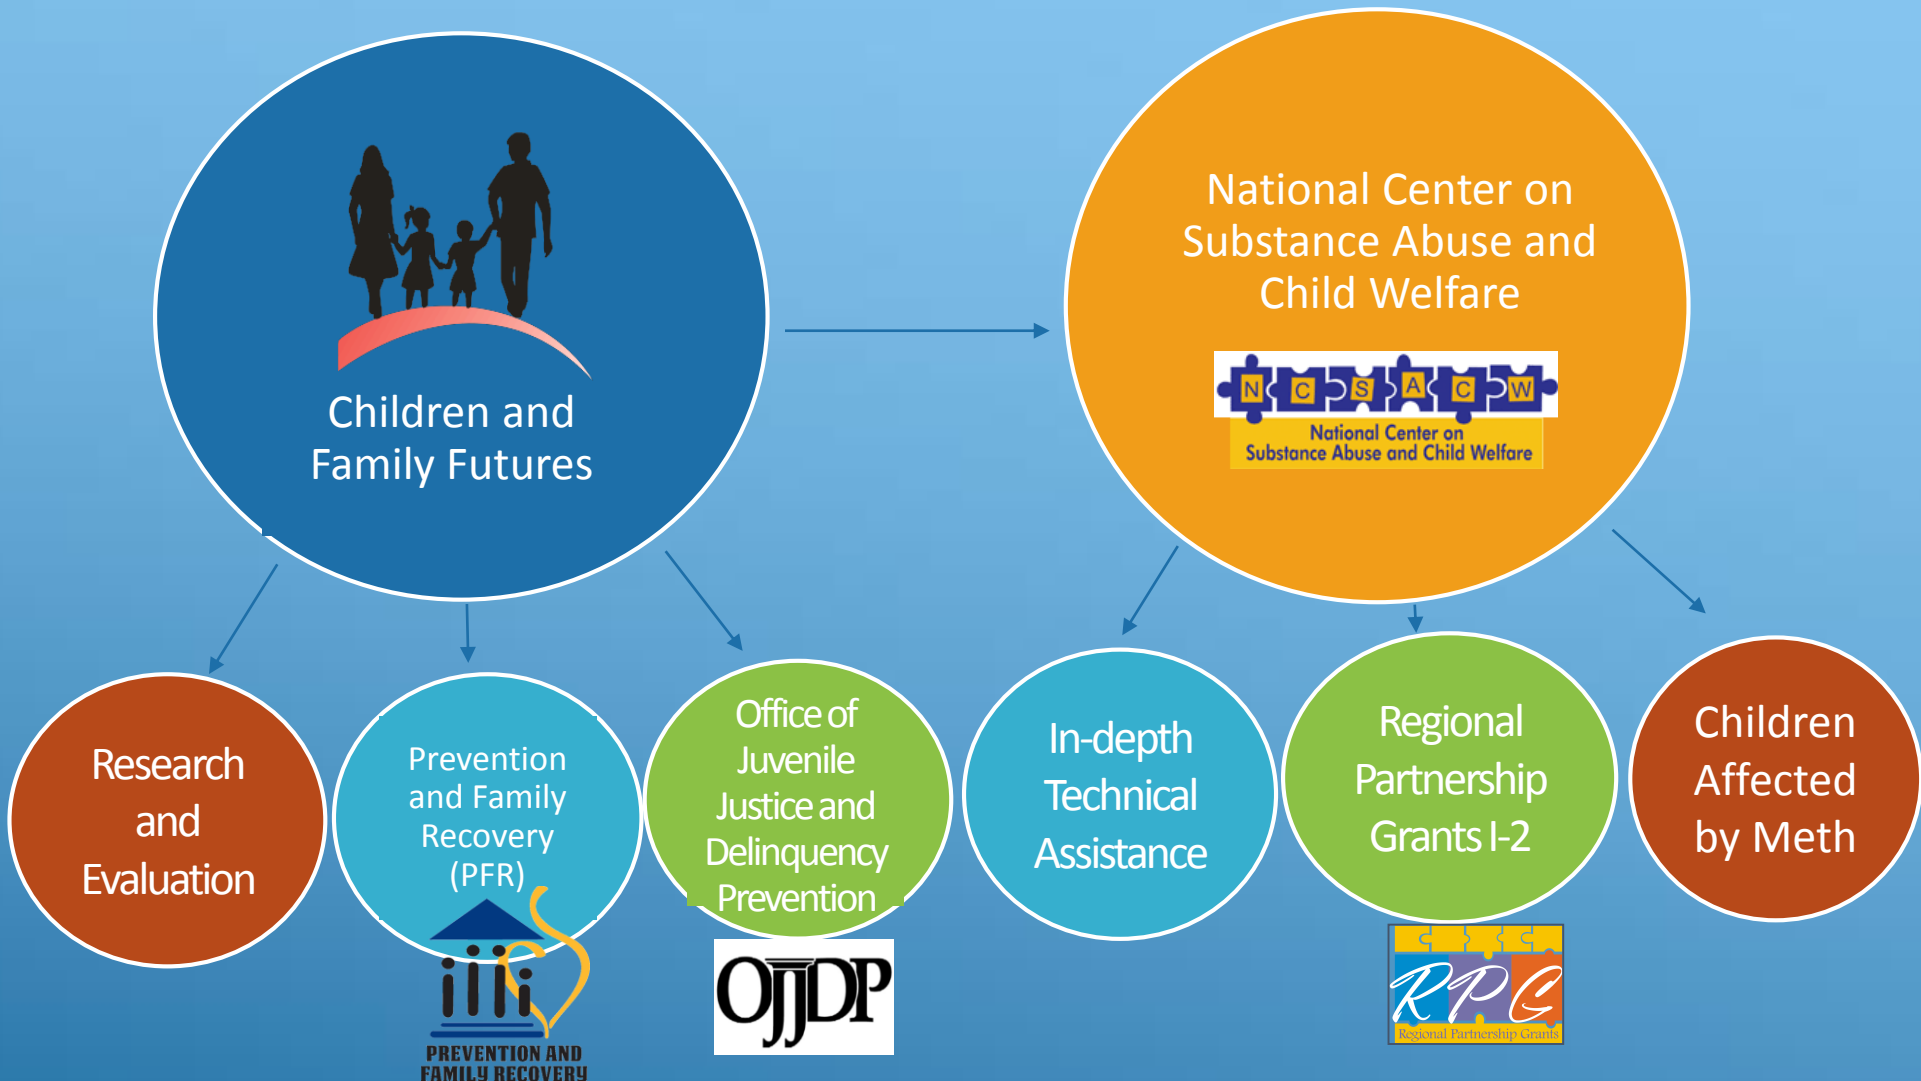 Children and
Family Futures
National Center on
Substance Abuse and
Child Welfare
N C S A C W
National Center on
Substance Abuse and Child Welfare
Research
and
Evaluation
Prevention
and Family
Recovery
(PFR)
PREVENTION AND
FAMILY RECOVERY
Office of
Juvenile
Justice and
Delinquency
Prevention
OJJDP
In-depth
Technical
Assistance
Regional
Partnership
Grants I-2
RPG
Regional Partnership Grants
Children
Affected
by Meth